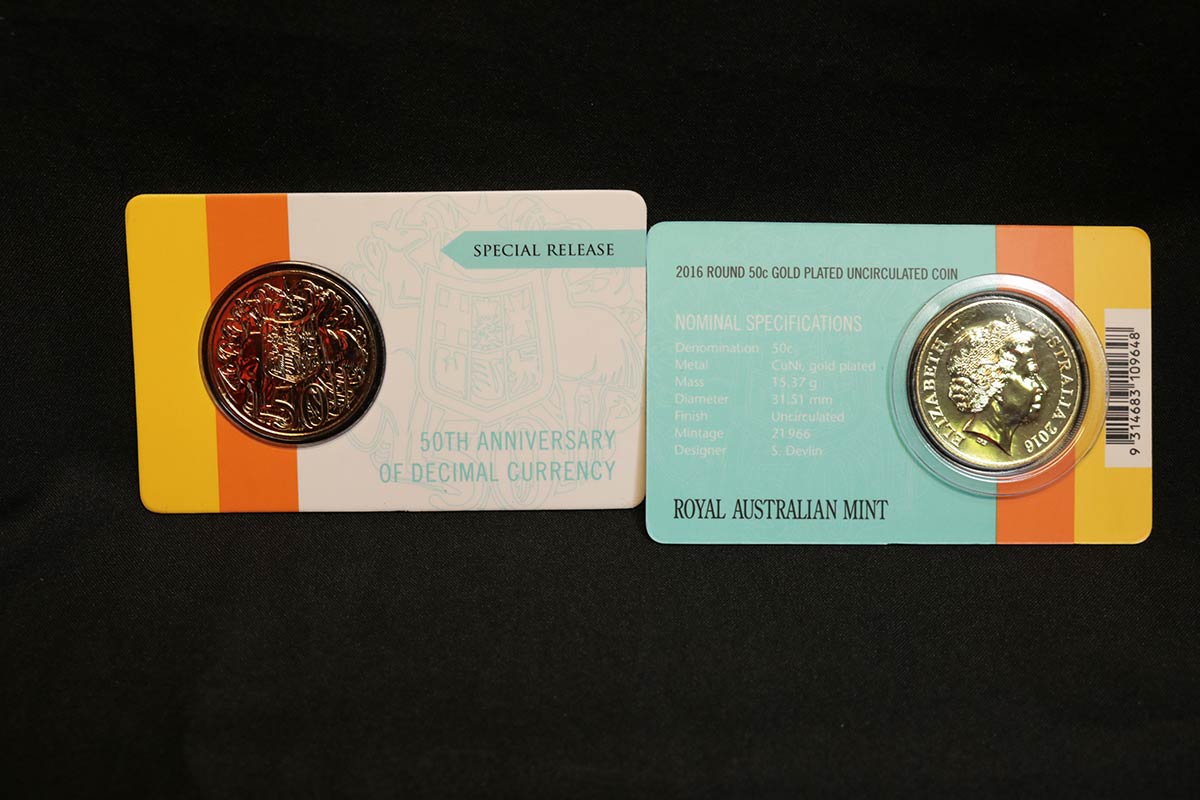 SPECIAL RELEASE
50TH ANNIVERSARY
OF DECIMAL CURRENCY
50
2016 ROUND 50c GOLD PLATED UNCIRCULATED COIN
NOMINAL SPECIFICATIONS
Denomination 50c
Metal CuNi, gold plated
Mass 15.37 g
Diameter 31.51 mm
Finish Uncirculated
Mintage 21 966
Designer S. Devlin
ROYAL AUSTRALIAN MINT
ELIZABETH II AUSTRALIA 2016
9 314683 109648